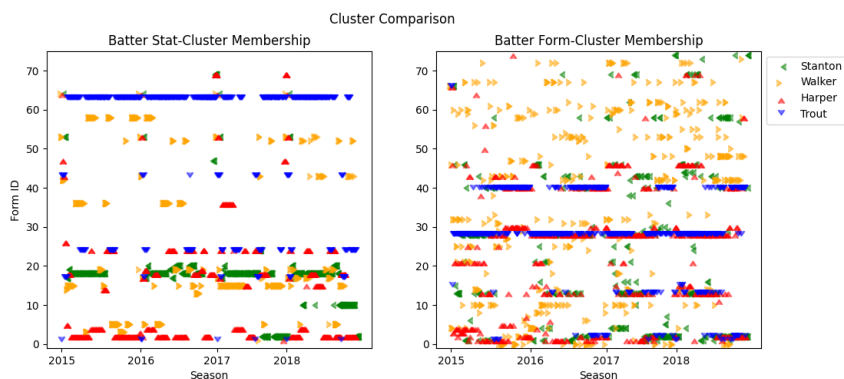 Cluster Comparison
Batter Stat-Cluster Membership
Batter Form-Cluster Membership
Form ID
70
60
50
40
30
20
10
0
2015 2016 2017 2018
Season
70
60
50
40
30
20
10
0
2015 2016 2017 2018
Season
Stanton
Walker
Harper
Trout